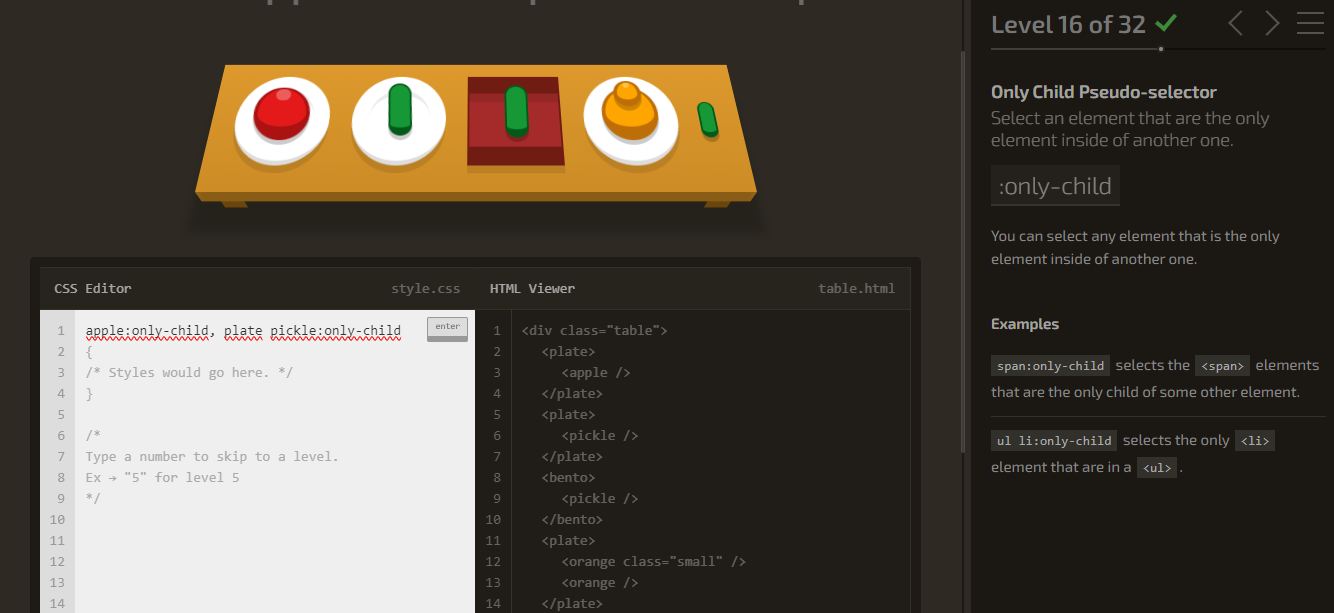 Level 16 of 32
Only Child Pseudo-selector
Select an element that are the only
element inside of another one.
:only-child
You can select any element that is the only
element inside of another one.
Examples
span:only-child selects the <span> elements
that are the only child of some other element.
ul li:only-child selects the only <li>
element that are in a <ul> .
CSS Editor style.css
1 apple:only-child, plate pickle:only-child enter
2 {
3 /* Styles would go here. */
4 }
5
6 /*
7 Type a number to skip to a level.
8 Ex → "5" for level 5
9 */
10
11
12
13
14
HTML Viewer table.html
1 <div class="table">
2 <plate>
3 <apple />
4 </plate>
5 <plate>
6 <pickle />
7 </plate>
8 <bento>
9 <pickle />
10 </bento>
11 <plate>
12 <orange class="small" />
13 <orange />
14 </plate>